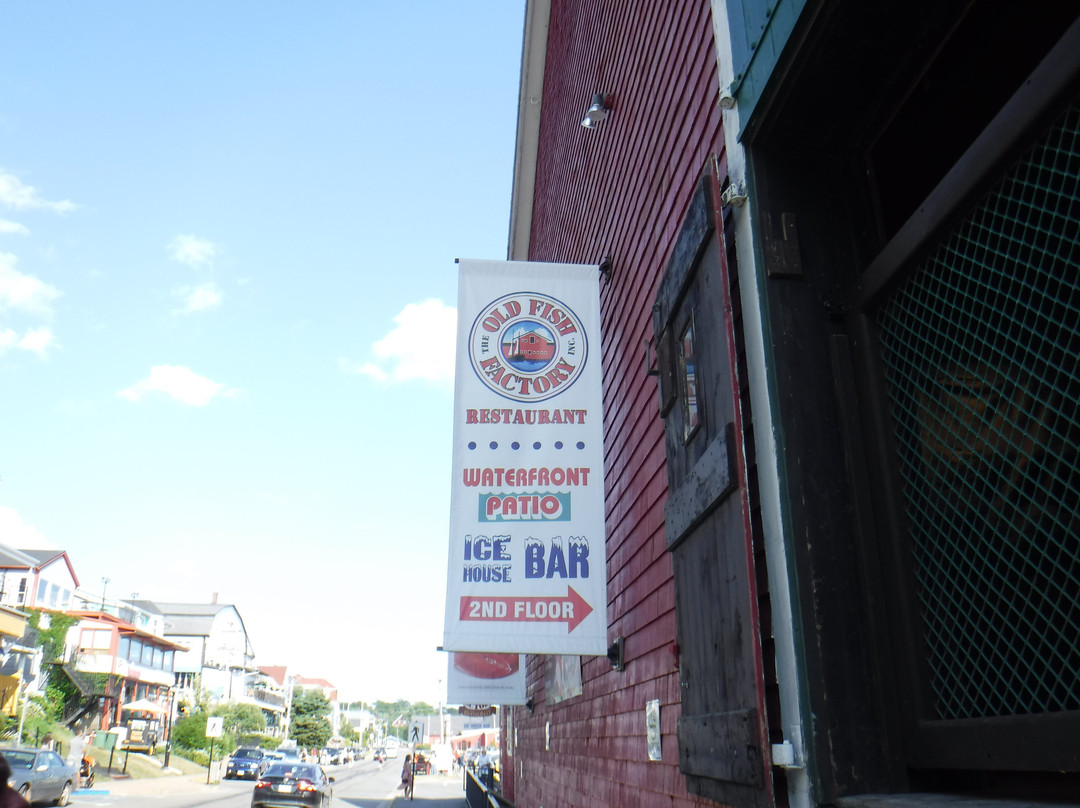 THE OLD FISH FACTORY INC.
RESTAURANT
WATERFRONT
PATIO
ICE HOUSE BAR
2ND FLOOR